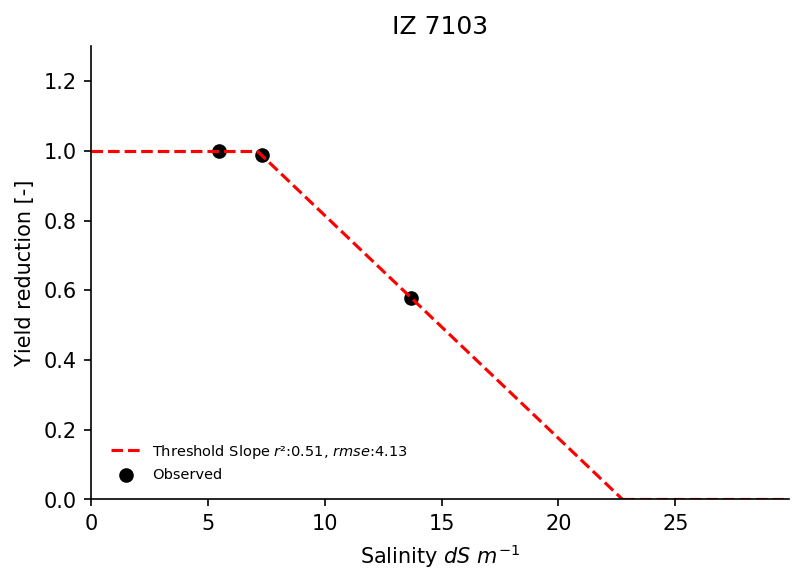 IZ 7103
Yield reduction [-]
1.2
1.0
0.8
0.6
0.4
0.2
0.0
Threshold Slope r²:0.51, rmse:4.13
Observed
0 5 10 15 20 25
Salinity dS m⁻¹